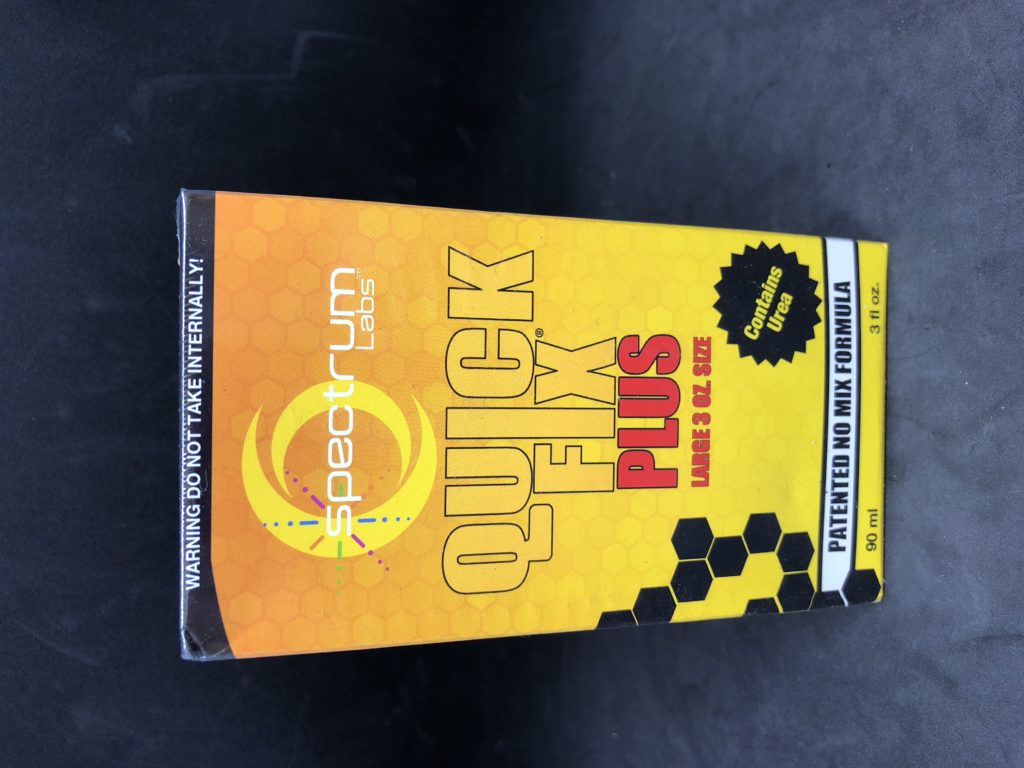 WARNING DO NOT TAKE INTERNALLY!
spectrum
Labs™
QUICK
FIX®
PLUS
LARGE 3 OZ. SIZE
Contains
Urea
PATENTED NO MIX FORMULA
90 ml 3 fl oz.